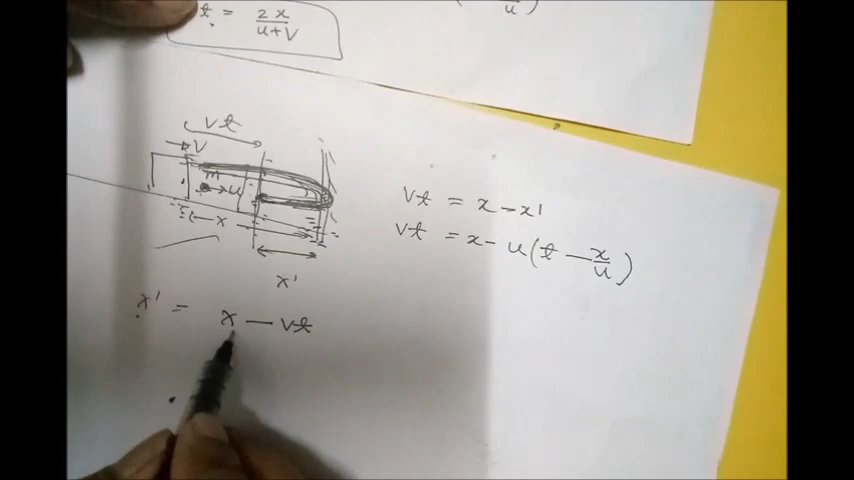 t = 2x/(u+v)
u )
vt
v
m
u
x
x'
vt = x - x'
vt = x - u(t - x/u)
x' = x - vt